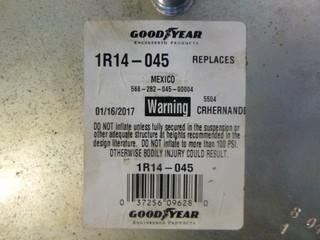 GOODYEAR
ENGINEERED PRODUCTS
1R14-045 REPLACES
MEXICO
566-2B2-045-G0004
01/16/2017 Warning 5504 CRHERNANDE
DO NOT inflate unless fully secured in the suspension or
other adequate structure at heights recommended in the
design literature. DO NOT inflate to more than 100 PSI.
OTHERWISE BODILY INJURY COULD RESULT.
1R14-045
0 37256 09628 0
GOODYEAR
ENGINEERED PRODUCTS